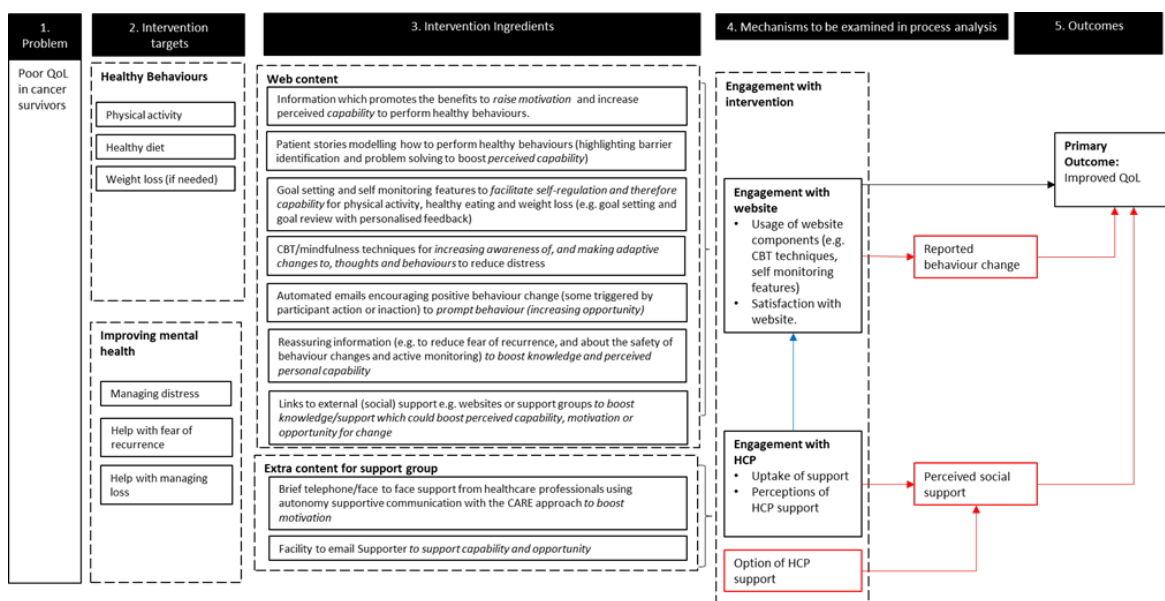 1.
Problem
2. Intervention
targets
3. Intervention Ingredients
4. Mechanisms to be examined in process analysis
5. Outcomes
Poor QoL
in cancer
survivors
Healthy Behaviours
Physical activity
Healthy diet
Weight loss (if needed)
Improving mental
health
Managing distress
Help with fear of
recurrence
Help with managing
loss
Web content
Information which promotes the benefits to raise motivation and increase
perceived capability to perform healthy behaviours.
Patient stories modelling how to perform healthy behaviours (highlighting barrier
identification and problem solving to boost perceived capability)
Goal setting and self monitoring features to facilitate self-regulation and therefore
capability for physical activity, healthy eating and weight loss (e.g. goal setting and
goal review with personalised feedback)
CBT/mindfulness techniques for increasing awareness of, and making adaptive
changes to, thoughts and behaviours to reduce distress
Automated emails encouraging positive behaviour change (some triggered by
participant action or inaction) to prompt behaviour (increasing opportunity)
Reassuring information (e.g. to reduce fear of recurrence, and about the safety of
behaviour changes and active monitoring) to boost knowledge and perceived
personal capability
Links to external (social) support e.g. websites or support groups to boost
knowledge/support which could boost perceived capability, motivation or
opportunity for change
Extra content for support group
Brief telephone/face to face support from healthcare professionals using
autonomy supportive communication with the CARE approach to boost
motivation
Facility to email Supporter to support capability and opportunity
Engagement with
intervention
Engagement with
website
• Usage of website
components (e.g.
CBT techniques,
self monitoring
features)
• Satisfaction with
website.
Engagement with
HCP
• Uptake of support
• Perceptions of
HCP support
Option of HCP
support
Reported
behaviour change
Perceived social
support
Primary
Outcome:
Improved QoL